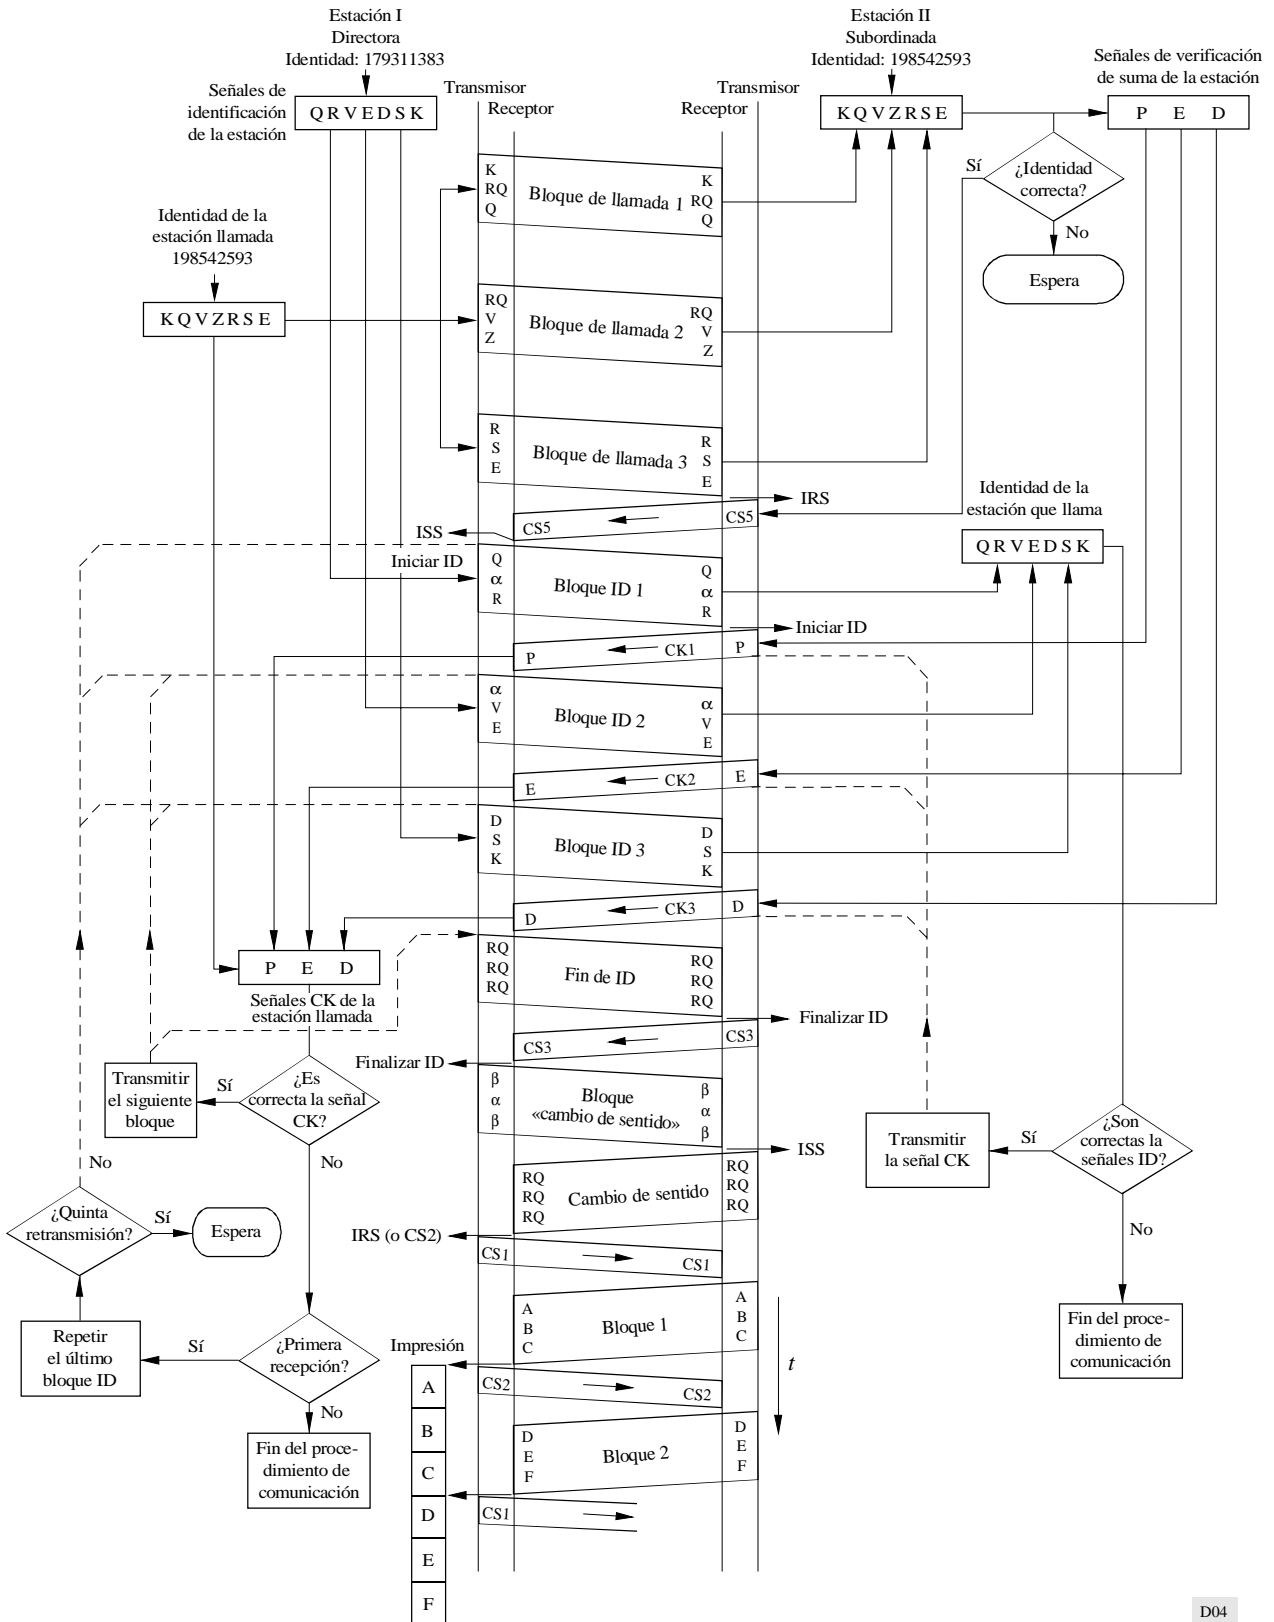 Estación I
Directora
Identidad: 179311383
Estación II
Subordinada
Identidad: 198542593
Señales de verificación
de suma de la estación
Señales de
identificación
de la estación
Q R V E D S K
Transmisor
Receptor
Transmisor
Receptor
K Q V Z R S E
P E D
Sí
¿Identidad
correcta?
No
Espera
K
RQ
Q
Bloque de llamada 1
K
RQ
Q
Identidad de la
estación llamada
198542593
K Q V Z R S E
RQ
V
Z
Bloque de llamada 2
RQ
V
Z
R
S
E
Bloque de llamada 3
R
S
E
IRS
ISS
CS5
CS5
Identidad de la
estación que llama
Q R V E D S K
Iniciar ID
Q
α
R
Bloque ID 1
Q
α
R
Iniciar ID
P
CK1
P
α
V
E
Bloque ID 2
α
V
E
E
CK2
E
D
S
K
Bloque ID 3
D
S
K
D
CK3
D
P E D
Señales CK de la
estación llamada
RQ
RQ
RQ
Fin de ID
RQ
RQ
RQ
Finalizar ID
CS3
CS3
Finalizar ID
Transmitir
el siguiente
bloque
Sí
¿Es
correcta la señal
CK?
No
β
α
β
Bloque
«cambio de sentido»
β
α
β
ISS
Transmitir
la señal CK
Sí
¿Son
correctas la
señales ID?
No
No
¿Quinta
retransmisión?
Sí
Espera
RQ
RQ
RQ
Cambio de sentido
RQ
RQ
RQ
IRS (o CS2)
CS1
CS1
A
B
C
Bloque 1
A
B
C
t
Fin del proce-
dimiento de
comunicación
Repetir
el último
bloque ID
Sí
¿Primera
recepción?
No
Fin del proce-
dimiento de
comunicación
Impresión
A
B
C
D
E
F
CS2
CS2
D
E
F
Bloque 2
D
E
F
CS1
D04